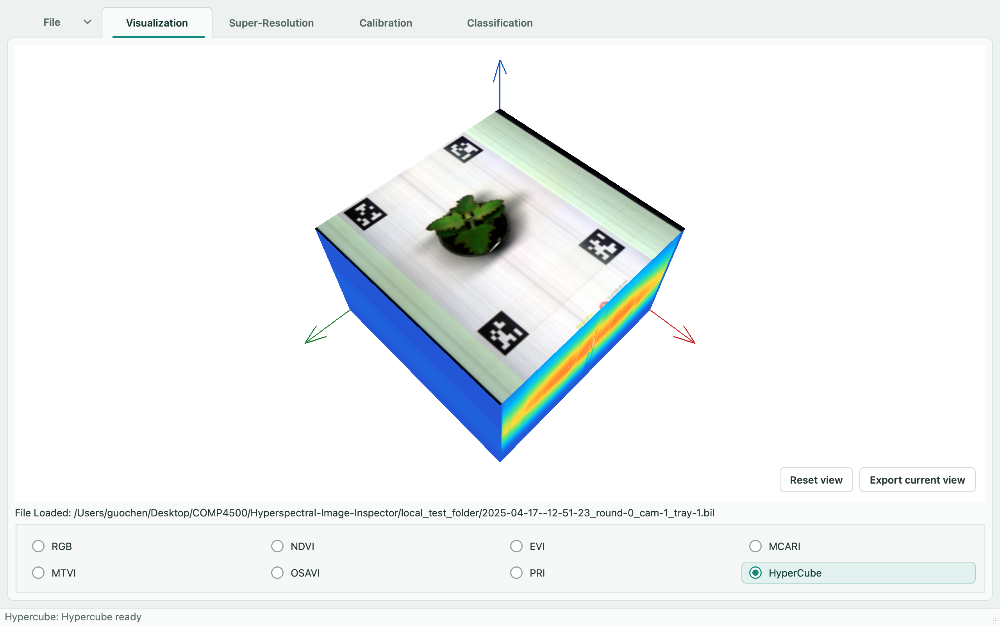 File
Visualization
Super-Resolution
Calibration
Classification
Reset view
Export current view
File Loaded: /Users/guochen/Desktop/COMP4500/Hyperspectral-Image-Inspector/local_test_folder/2025-04-17--12-51-23_round-0_cam-1_tray-1.bil
RGB
NDVI
EVI
MCARI
MTVI
OSAVI
PRI
HyperCube
Hypercube: Hypercube ready